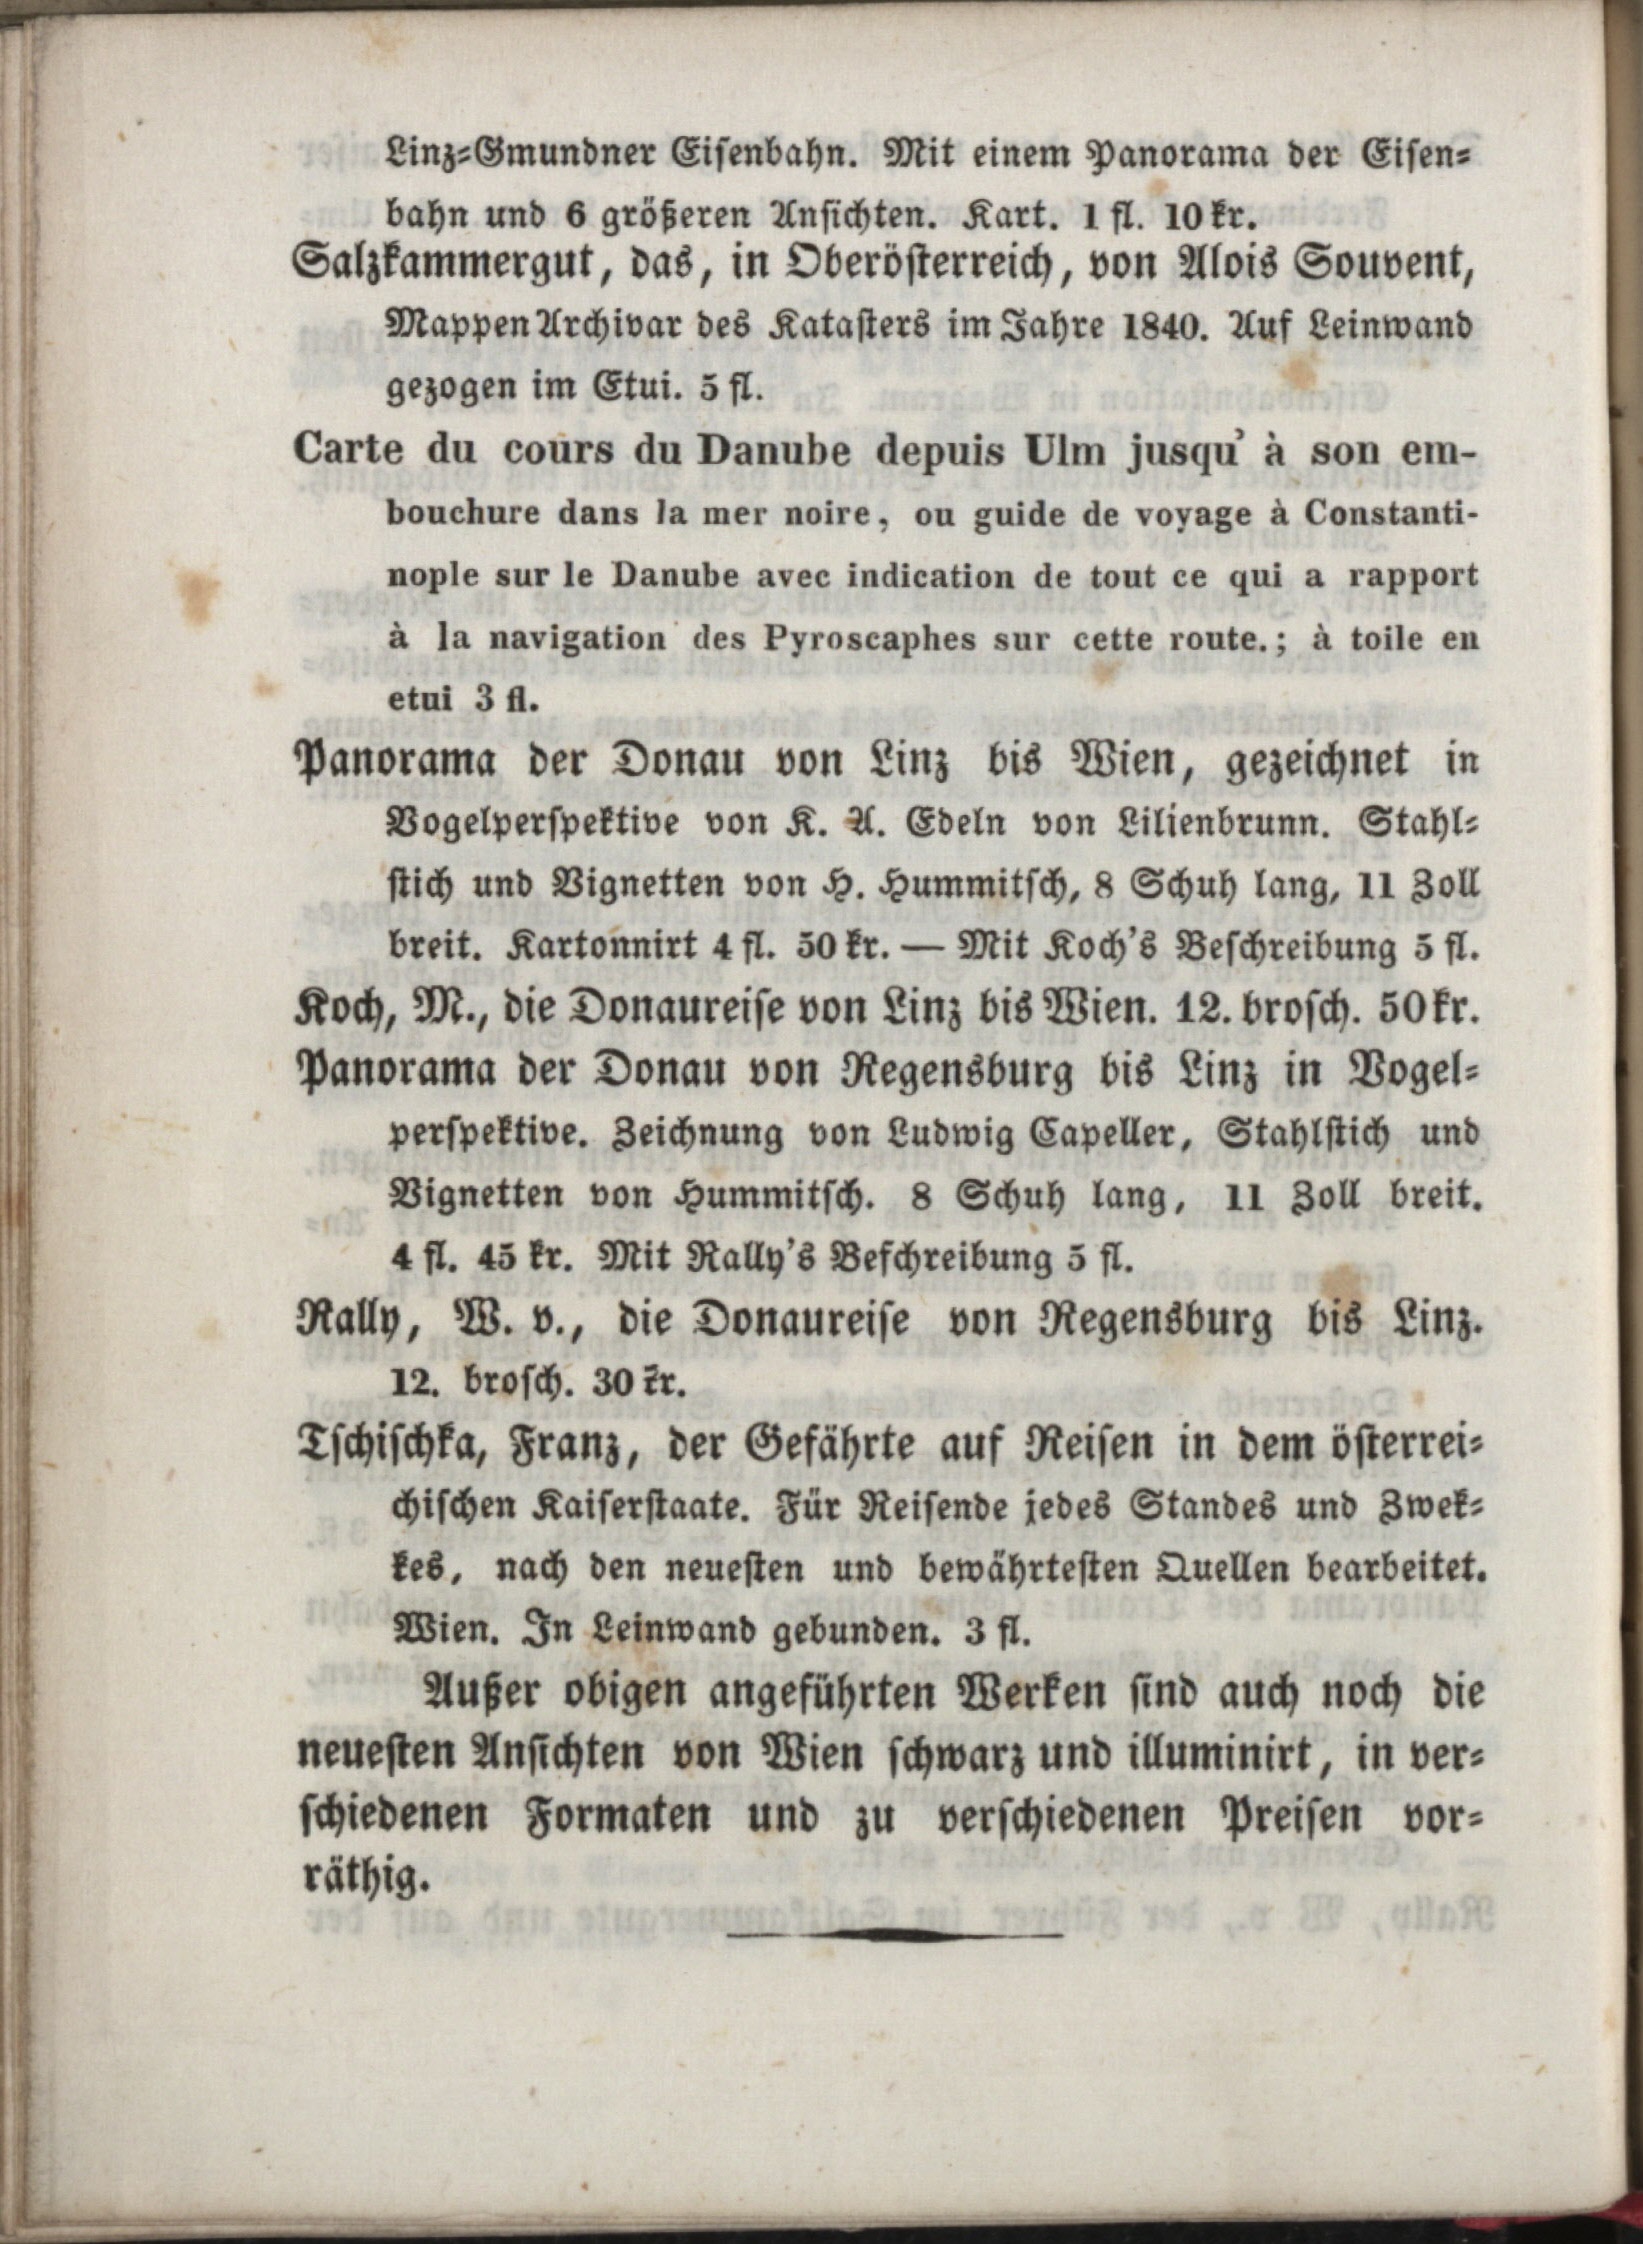 Linz-Gmundner Eisenbahn. Mit einem Panorama der Eisen-
bahn und 6 größeren Ansichten. Kart. 1 fl. 10 kr.
Salzkammergut, das, in Oberösterreich, von Alois Souvent,
Mappen Archivar des Katasters im Jahre 1840. Auf Leinwand
gezogen im Etui. 5 fl.
Carte du cours du Danube depuis Ulm jusqu' à son em-
bouchure dans la mer noire, ou guide de voyage à Constanti-
nople sur le Danube avec indication de tout ce qui a rapport
à la navigation des Pyroscaphes sur cette route.; à toile en
etui 3 fl.
Panorama der Donau von Linz bis Wien, gezeichnet in
Vogelperspektive von K. A. Edeln von Lilienbrunn. Stahl-
stich und Vignetten von H. Hummitsch, 8 Schuh lang, 11 Zoll
breit. Kartonnirt 4 fl. 50 kr. — Mit Koch's Beschreibung 5 fl.
Koch, M., die Donaureise von Linz bis Wien. 12. brosch. 50 kr.
Panorama der Donau von Regensburg bis Linz in Vogel-
perspektive. Zeichnung von Ludwig Capeller, Stahlstich und
Vignetten von Hummitsch. 8 Schuh lang, 11 Zoll breit.
4 fl. 45 kr. Mit Rally's Beschreibung 5 fl.
Rally, W. v., die Donaureise von Regensburg bis Linz.
12. brosch. 30 kr.
Tschischka, Franz, der Gefährte auf Reisen in dem österrei-
chischen Kaiserstaate. Für Reisende jedes Standes und Zwek-
kes, nach den neuesten und bewährtesten Quellen bearbeitet.
Wien. In Leinwand gebunden. 3 fl.
Außer obigen angeführten Werken sind auch noch die
neuesten Ansichten von Wien schwarz und illuminirt, in ver-
schiedenen Formaten und zu verschiedenen Preisen vor-
räthig.